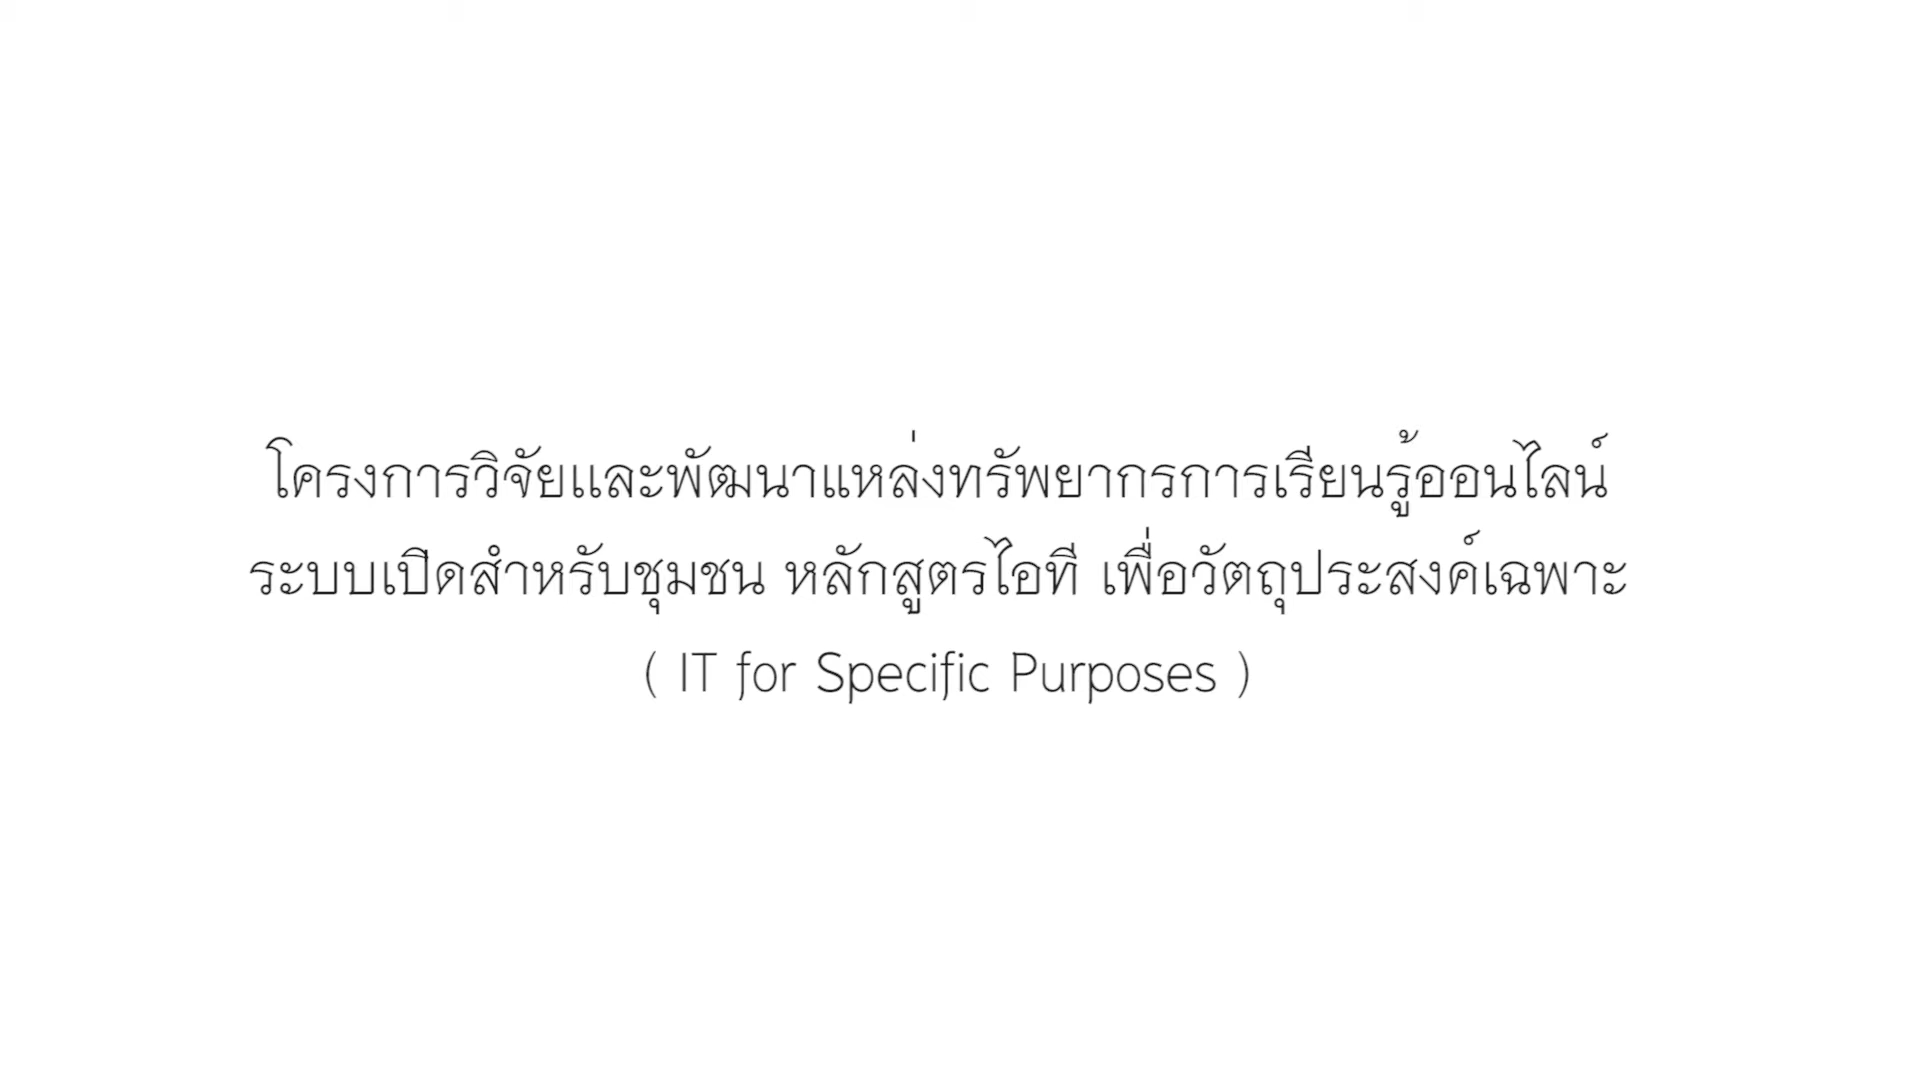 โครงการวิจัยและพัฒนาแหล่งทรัพยากรการเรียนรู้ออนไลน์
ระบบเปิดสำหรับชุมชน หลักสูตรไอที เพื่อวัตถุประสงค์เฉพาะ
( IT for Specific Purposes )